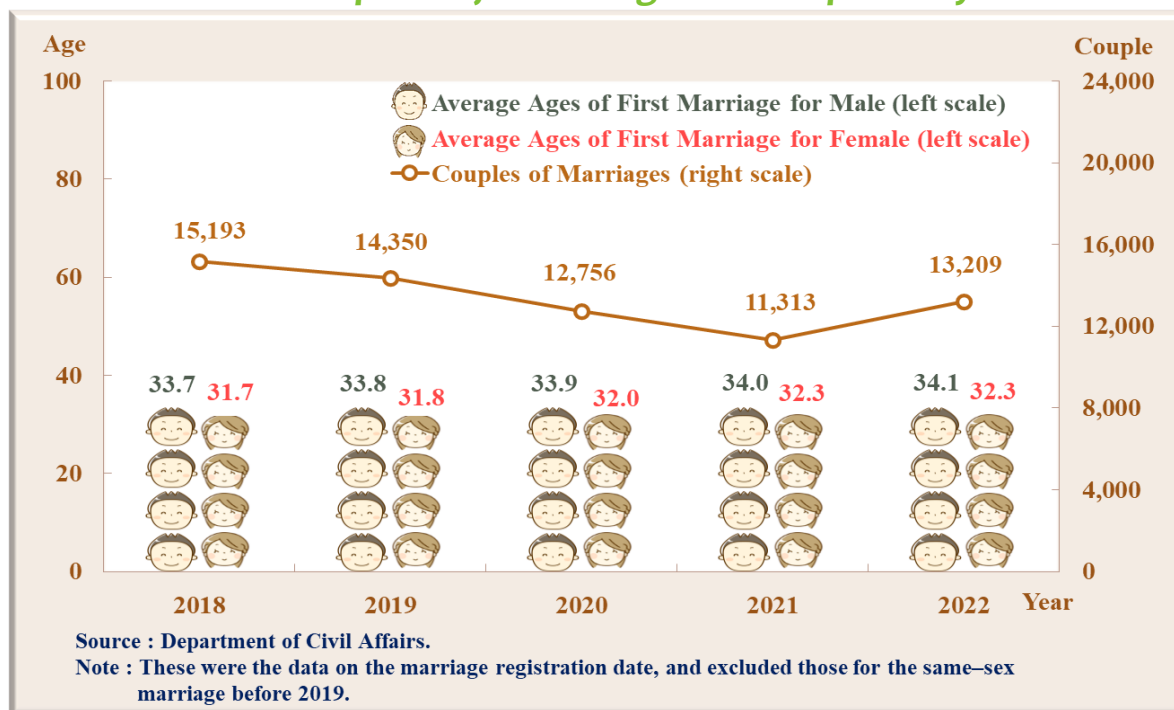 Age
Couple
100
80
60
40
20
0
24,000
20,000
16,000
12,000
8,000
4,000
0
Average Ages of First Marriage for Male (left scale)
Average Ages of First Marriage for Female (left scale)
Couples of Marriages (right scale)
15,193
14,350
12,756
11,313
13,209
33.7 31.7
33.8 31.8
33.9 32.0
34.0 32.3
34.1 32.3
2018 2019 2020 2021 2022 Year
Source : Department of Civil Affairs.
Note : These were the data on the marriage registration date, and excluded those for the same–sex
marriage before 2019.